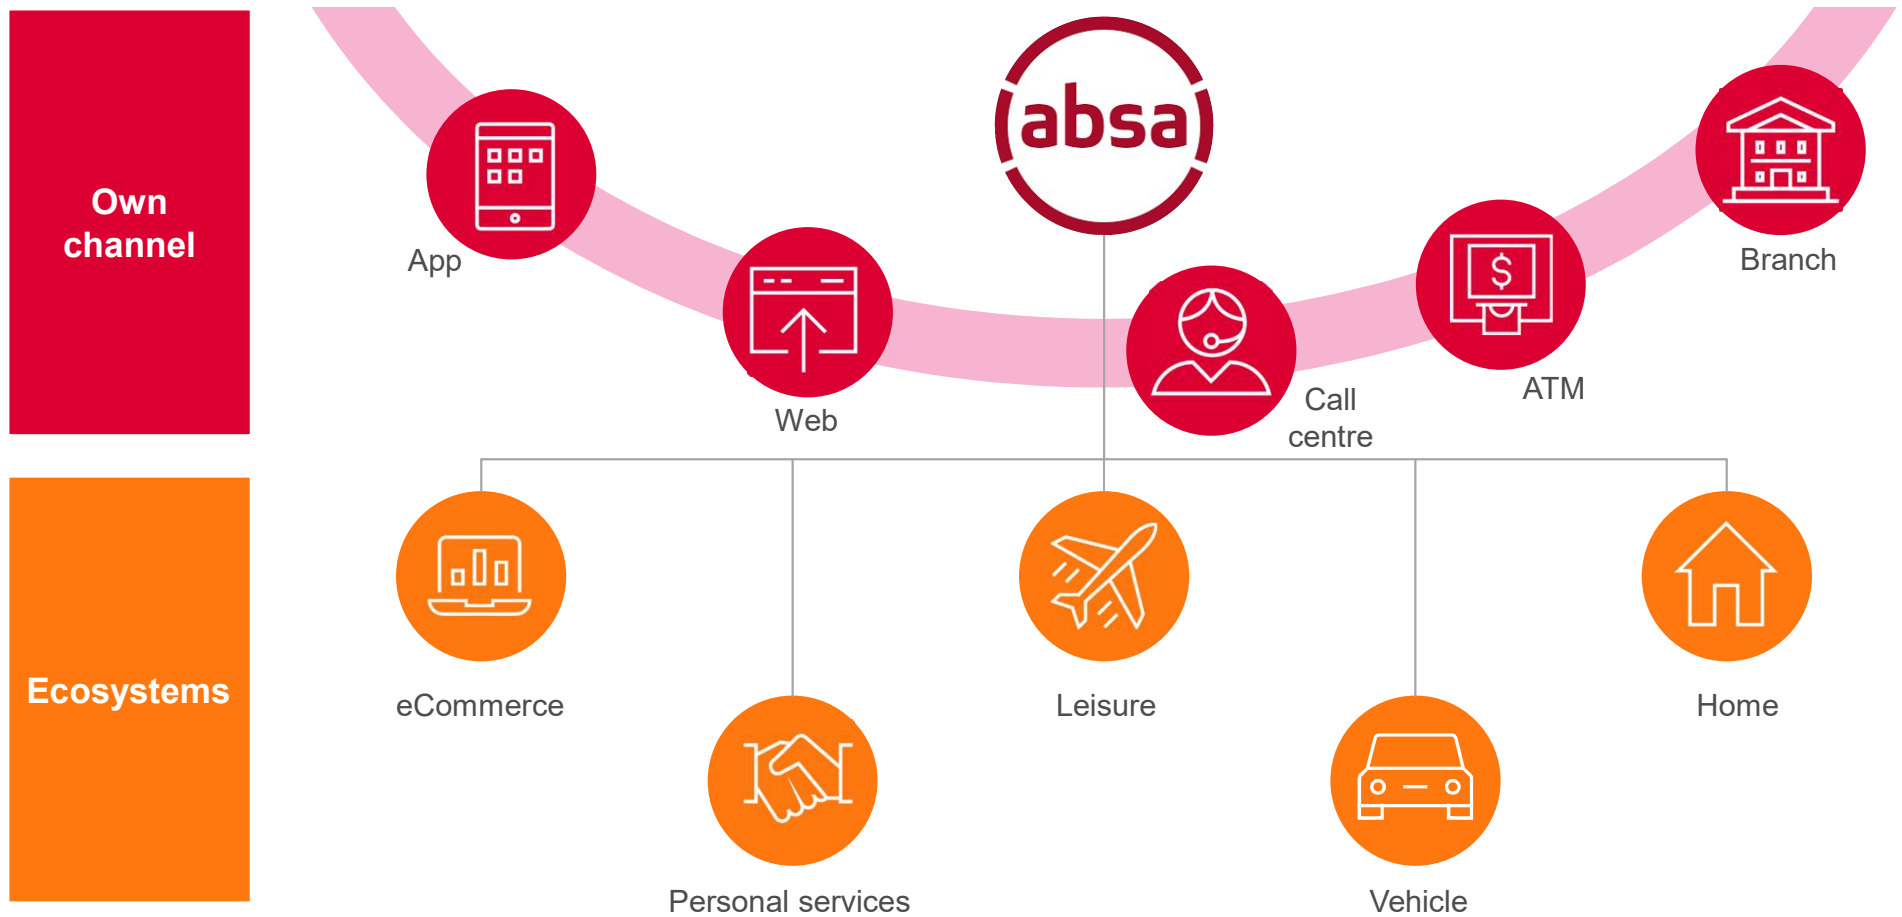 absa
Own
channel
App
Web
Call
centre
$
ATM
Branch
Ecosystems
eCommerce
Personal services
Leisure
Vehicle
Home